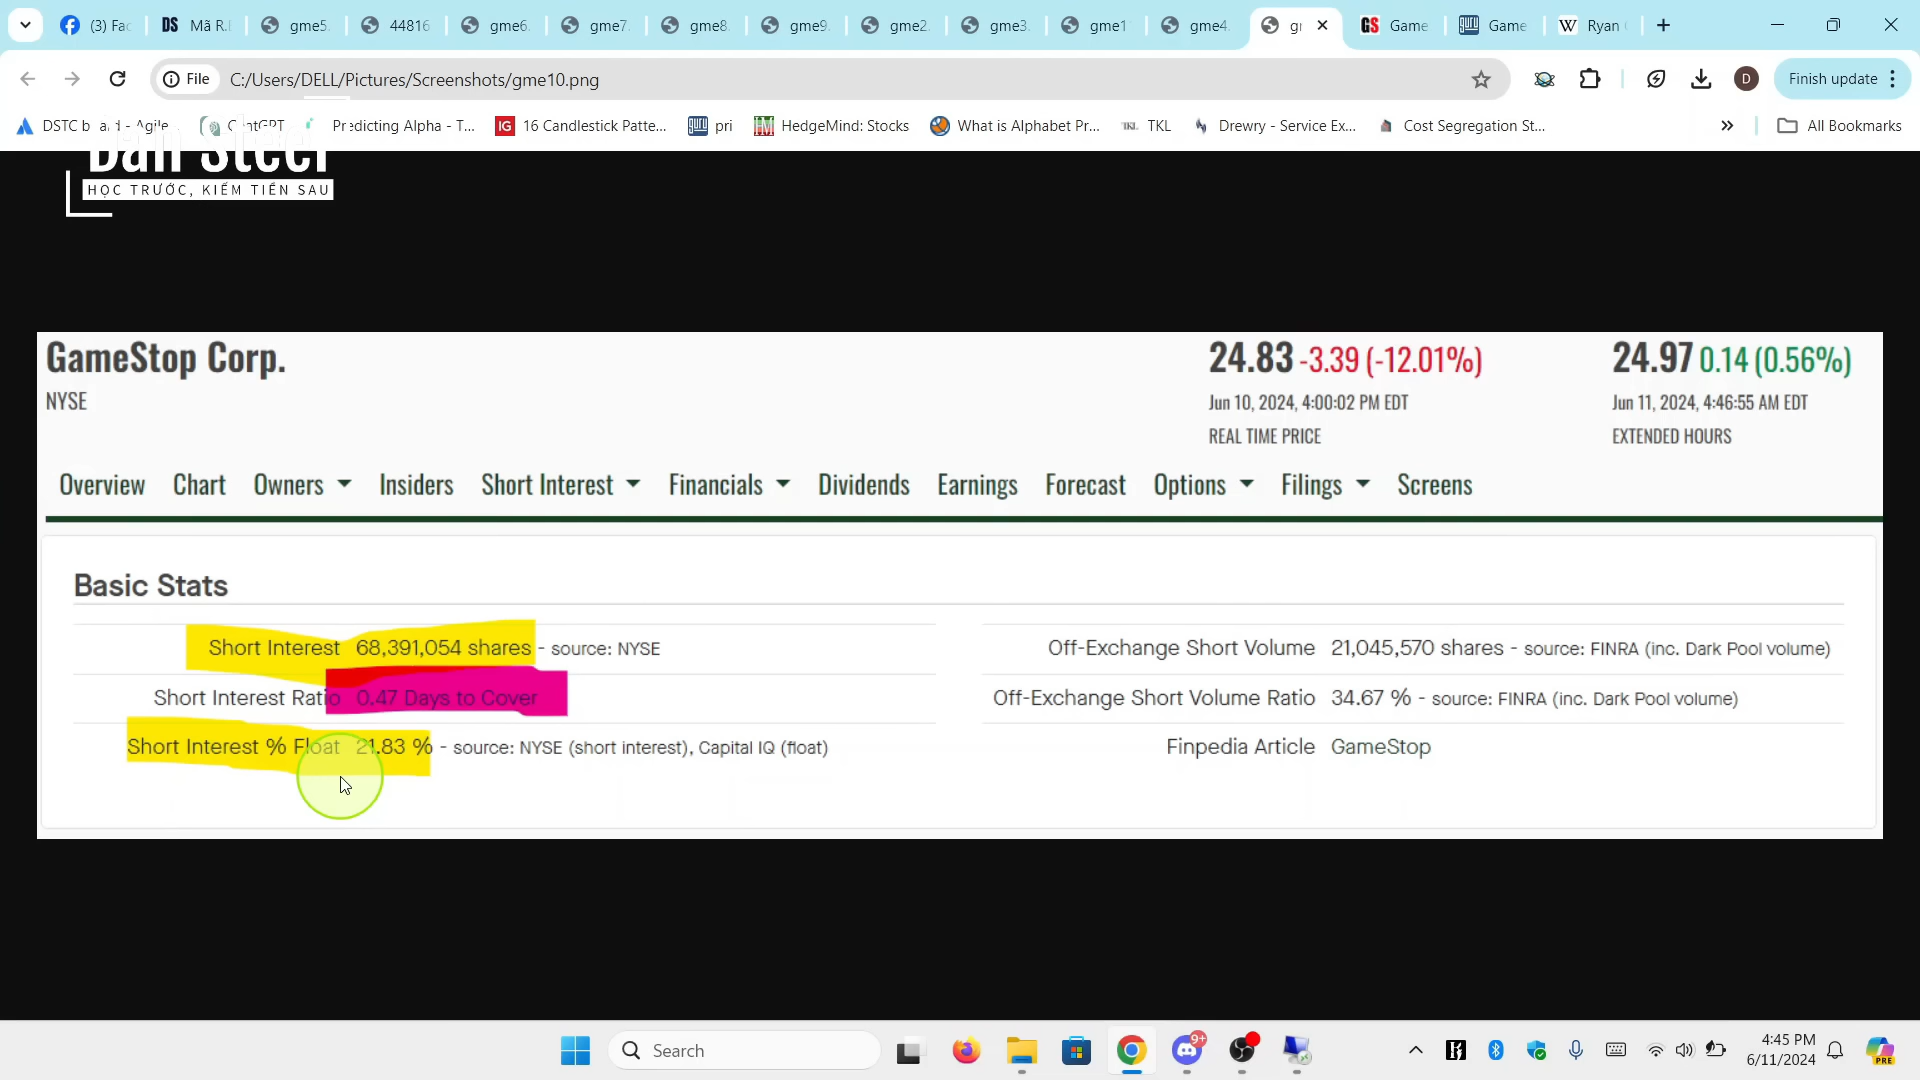 (3) Fac
Mã R.
gme5.
44816
gme6.
gme7.
gme8.
gme9.
gme2.
gme3.
gme1
gme4.
gr
Game
Game
Ryan
File
C:/Users/DELL/Pictures/Screenshots/gme10.png
D
Finish update
Predicting Alpha - T...
16 Candlestick Patte...
pri
HedgeMind: Stocks
What is Alphabet Pr...
TKL
Drewry - Service Ex...
Cost Segregation St...
All Bookmarks
Dan Steel
HỌC TRƯỚC, KIẾM TIỀN SAU
GameStop Corp.
NYSE
24.83 -3.39 (-12.01%)
Jun 10, 2024, 4:00:02 PM EDT
REAL TIME PRICE
24.97 0.14 (0.56%)
Jun 11, 2024, 4:46:55 AM EDT
EXTENDED HOURS
Overview Chart Owners Insiders Short Interest Financials Dividends Earnings Forecast Options Filings Screens
Basic Stats
Short Interest 68,391,054 shares - source: NYSE
Short Interest Ratio 0.47 Days to Cover
Short Interest % Float 21.83 % - source: NYSE (short interest), Capital IQ (float)
Off-Exchange Short Volume 21,045,570 shares - source: FINRA (inc. Dark Pool volume)
Off-Exchange Short Volume Ratio 34.67 % - source: FINRA (inc. Dark Pool volume)
Finpedia Article GameStop
Search
9+
4:45 PM
6/11/2024
PRE